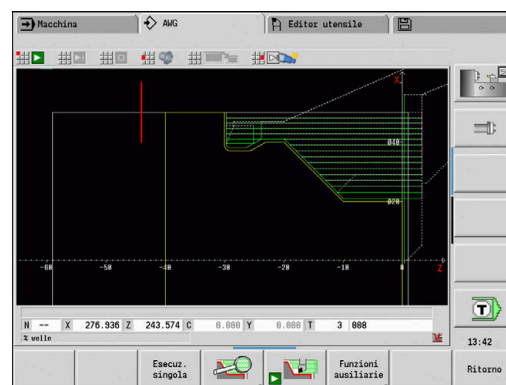 Macchina AWG Editor utensile
X
Ø40
Ø20
-60 -50 -40 -30 -20 -10 0 Z
N -- X 276.936 Z 243.574 C 0.000 Y 0.000 T 3 000
% welle
T
13:42
Esecuz. singola
Funzioni ausiliarie
Ritorno